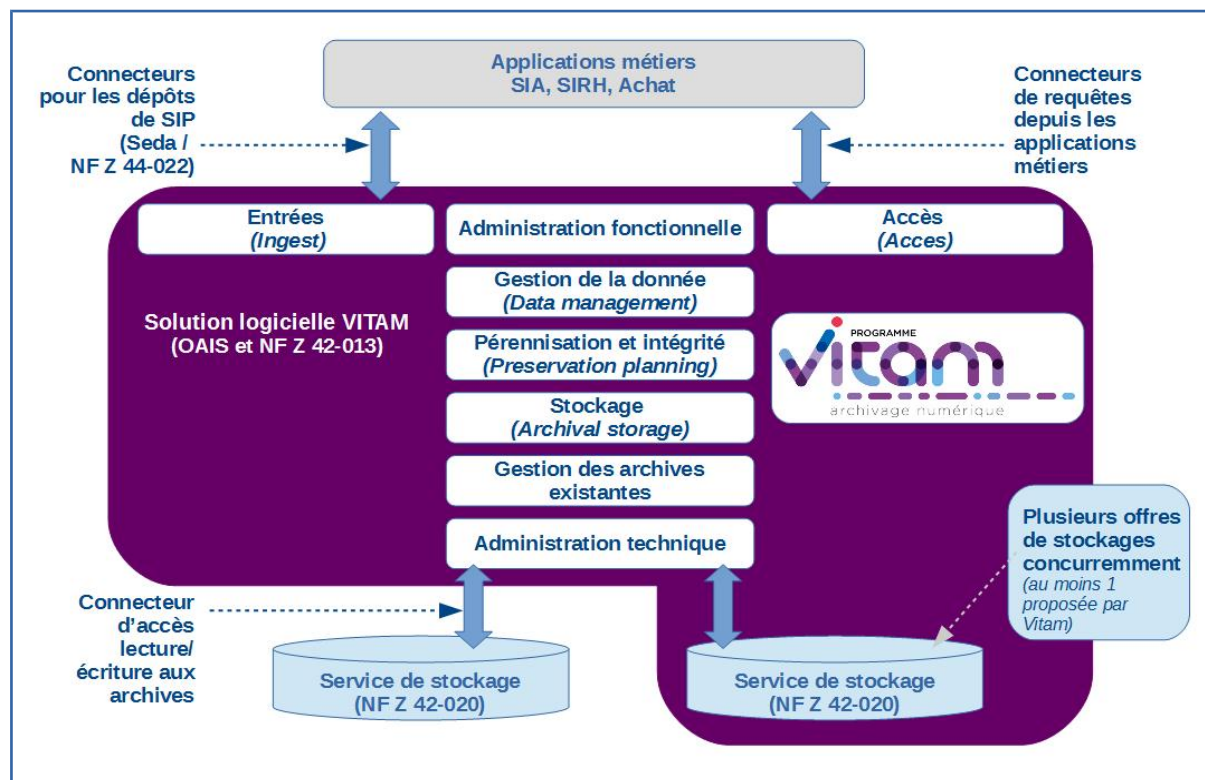 Applications métiers
SIA, SIRH, Achat
Connecteurs
pour les dépôts
de SIP
(Seda /
NF Z 44-022)
Connecteurs
de requêtes
depuis les
applications
métiers
Entrées
(Ingest)
Administration fonctionnelle
Accès
(Acces)
Gestion de la donnée
(Data management)
Solution logicielle VITAM
(OAIS et NF Z 42-013)
Pérennisation et intégrité
(Preservation planning)
PROGRAMME
vitam
archivage numérique
Stockage
(Archival storage)
Gestion des archives
existantes
Administration technique
Plusieurs offres
de stockages
concurremment
(au moins 1
proposée par
Vitam)
Connecteur
d'accès
lecture/
écriture aux
archives
Service de stockage
(NF Z 42-020)
Service de stockage
(NF Z 42-020)